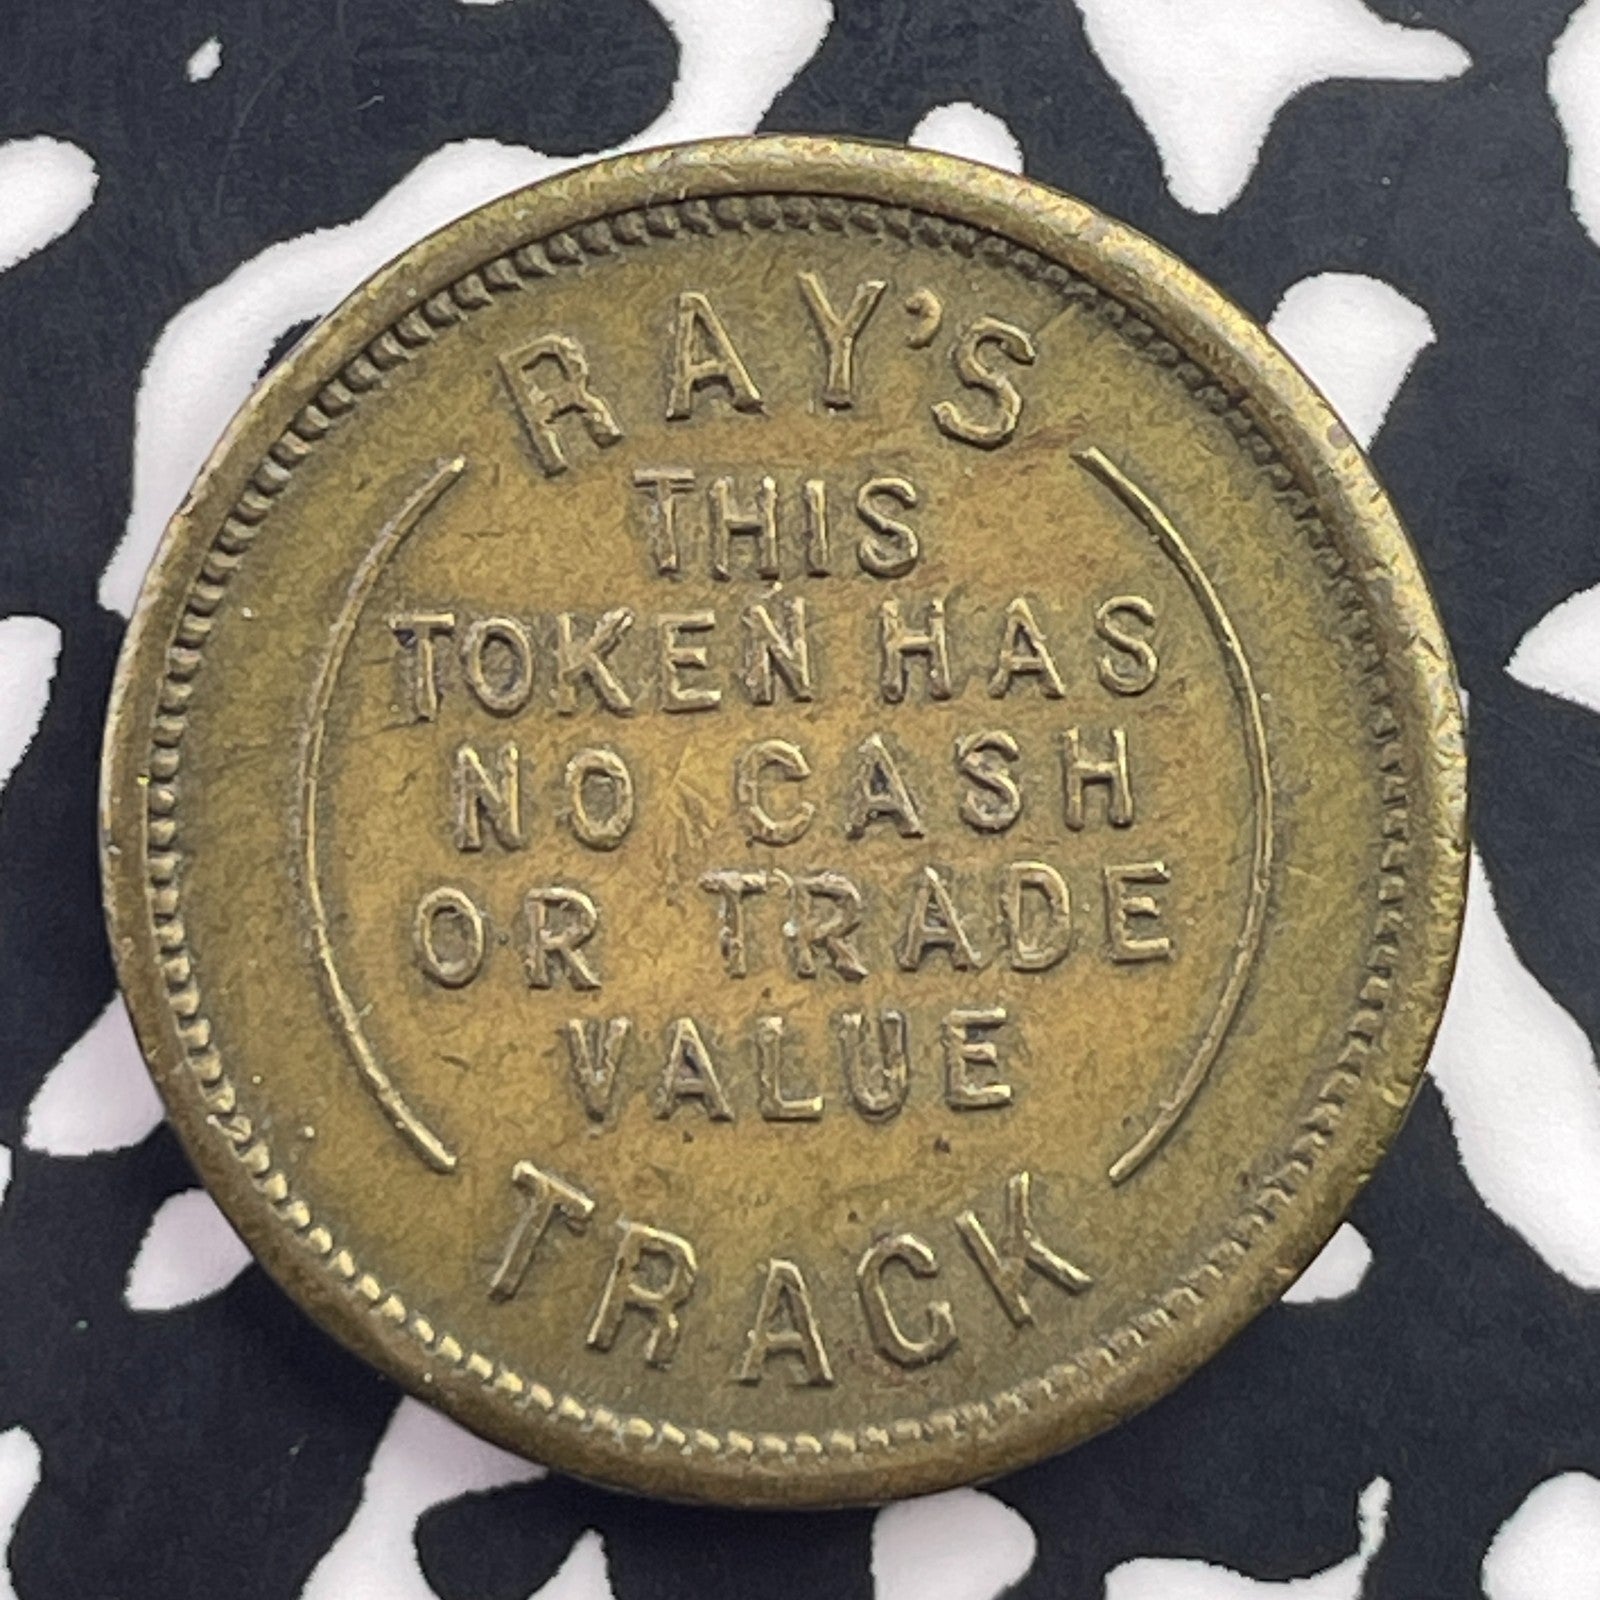 RAY'S
THIS
TOKEN HAS
NO CASH
OR TRADE
VALUE
TRACK